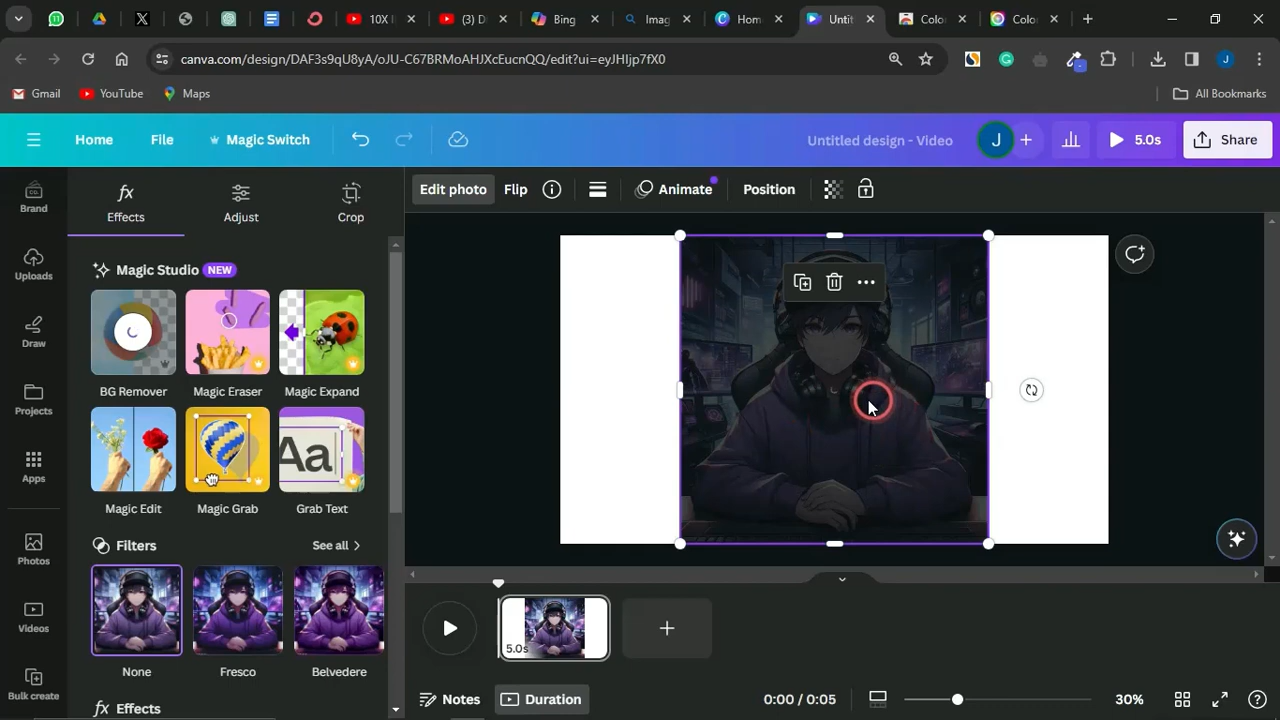 10X
(3) D
Bing
Imag
Hom
Untit
Colo
Colo
canva.com/design/DAF3s9qU8yA/oJU-C67BRMoAHJXcEucnQQ/edit?ui=eyJHIjp7fX0
J
Gmail
YouTube
Maps
All Bookmarks
Home
File
Magic Switch
Untitled design - Video
J
5.0s
Share
Brand
Uploads
Draw
Projects
Apps
Photos
Videos
Bulk create
Effects
Adjust
Crop
Edit photo
Flip
Animate
Position
Magic Studio NEW
BG Remover
Magic Eraser
Magic Expand
Aa
Magic Edit
Magic Grab
Grab Text
Filters
See all
None
Fresco
Belvedere
Effects
5.0s
Notes
Duration
0:00 / 0:05
30%